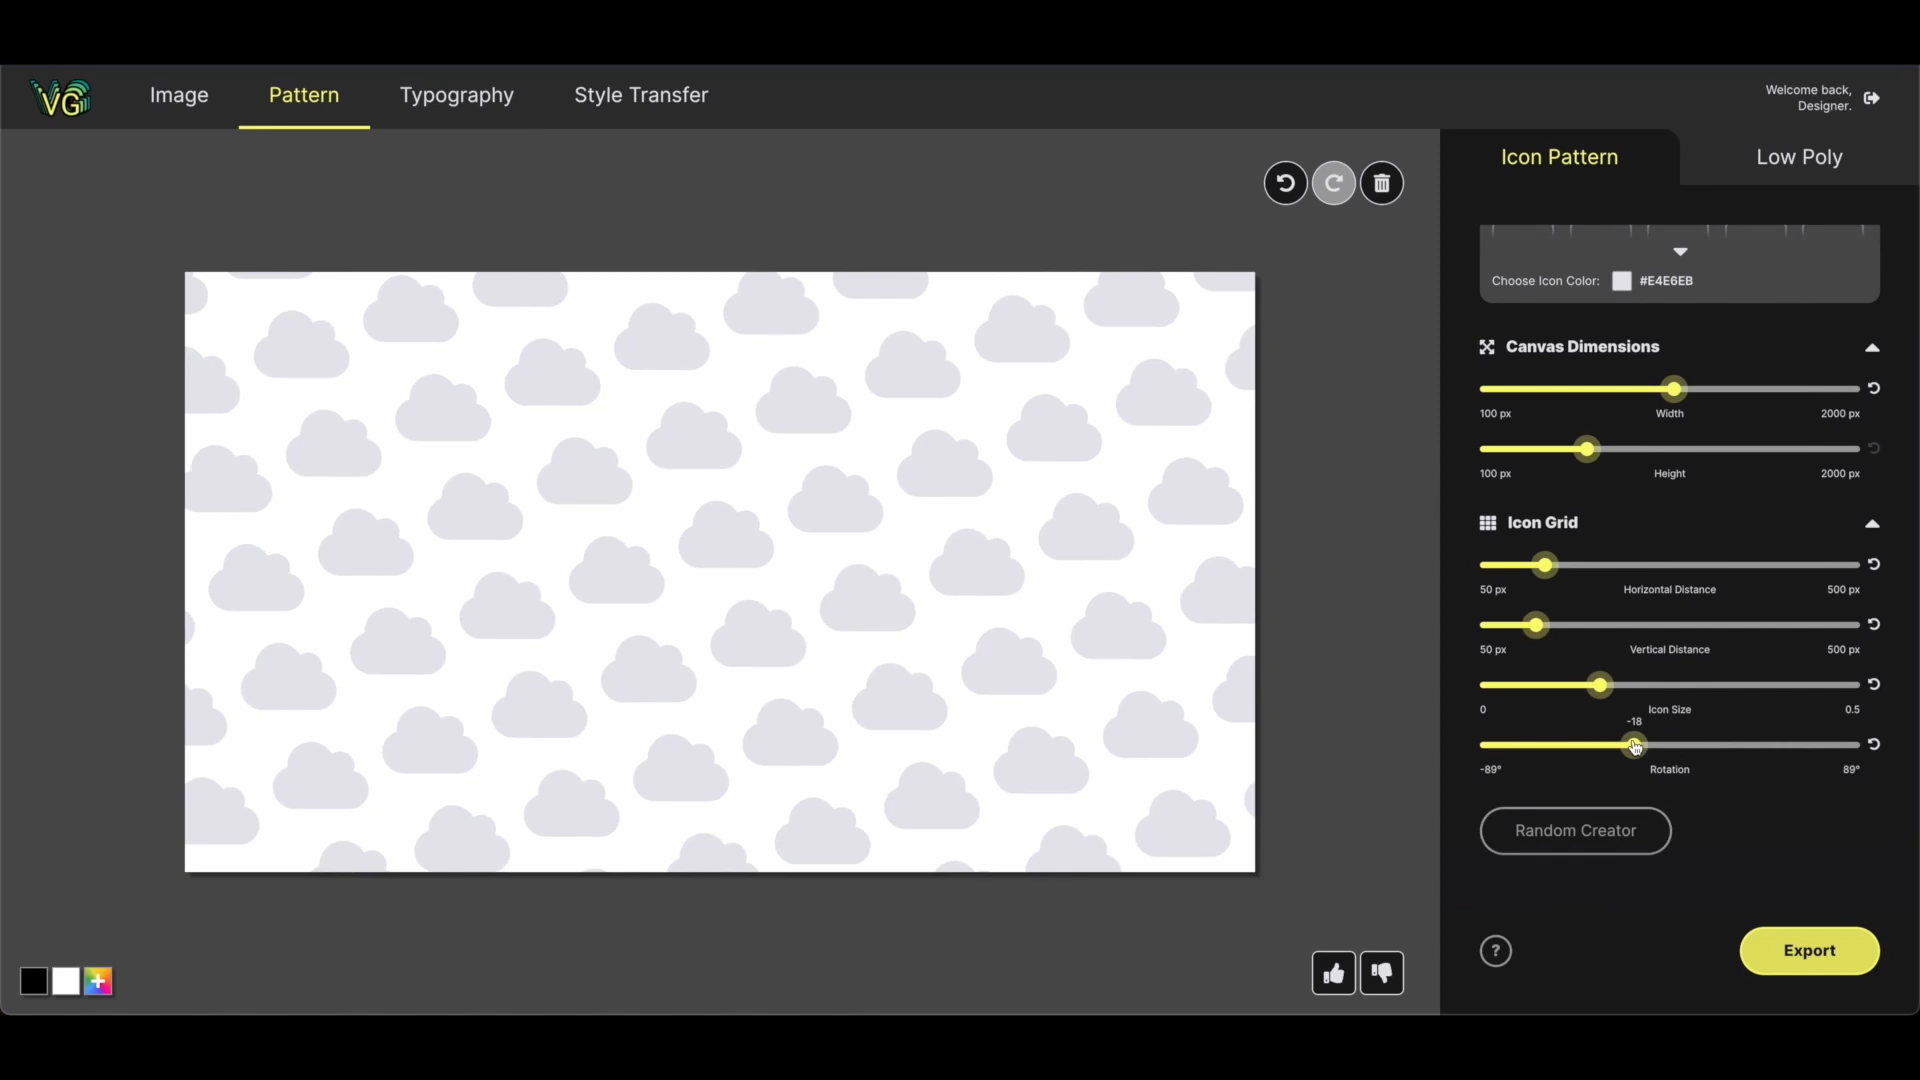 VG
Image
Pattern
Typography
Style Transfer
Welcome back,
Designer.
Icon Pattern
Low Poly
Choose Icon Color:
#E4E6EB
Canvas Dimensions
100 px
Width
2000 px
100 px
Height
2000 px
Icon Grid
50 px
Horizontal Distance
500 px
50 px
Vertical Distance
500 px
0
Icon Size
0.5
-18
-89°
Rotation
89°
Random Creator
?
Export